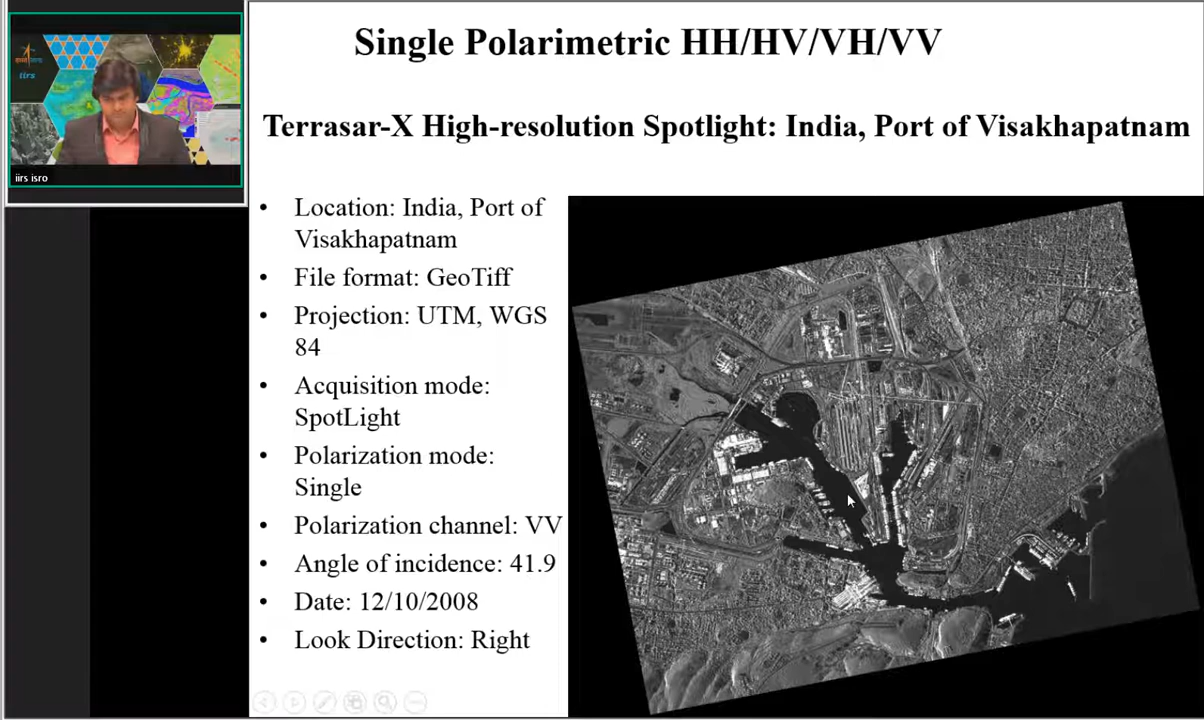 iirs
iirs isro
Single Polarimetric HH/HV/VH/VV
Terrasar-X High-resolution Spotlight: India, Port of Visakhapatnam
• Location: India, Port of
Visakhapatnam
• File format: GeoTiff
• Projection: UTM, WGS
84
• Acquisition mode:
SpotLight
• Polarization mode:
Single
• Polarization channel: VV
• Angle of incidence: 41.9
• Date: 12/10/2008
• Look Direction: Right